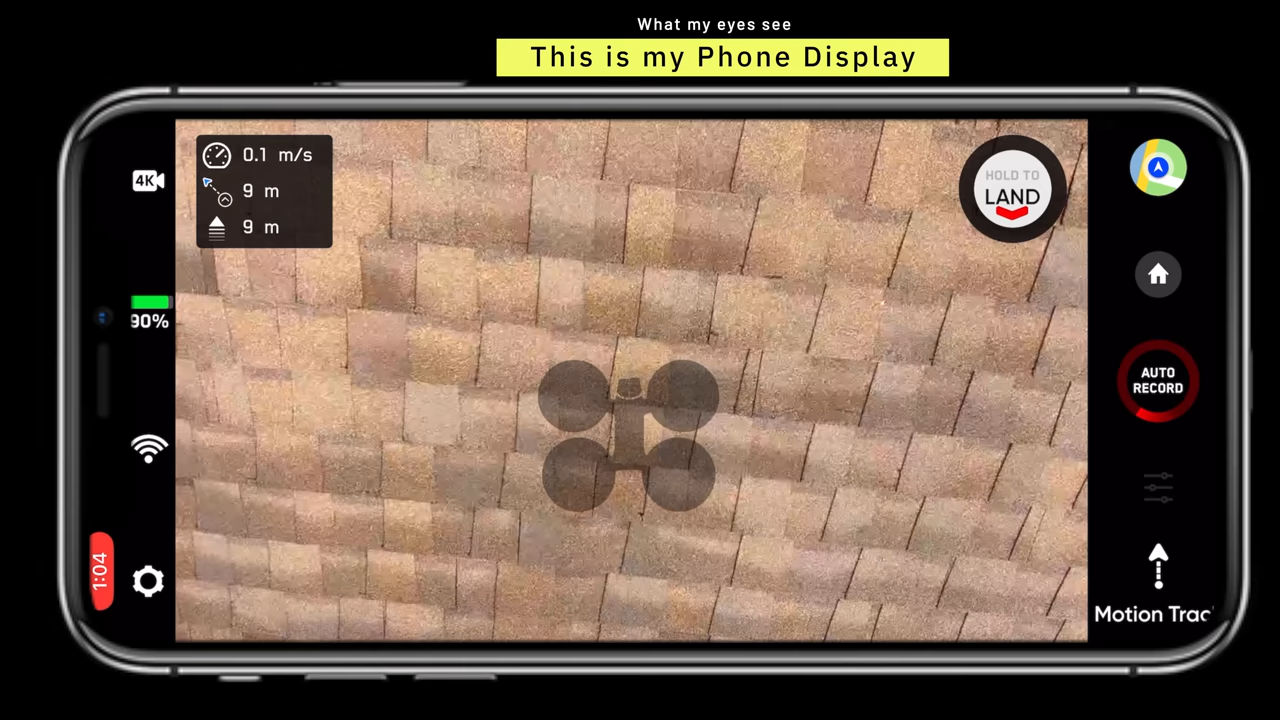 What my eyes see
This is my Phone Display
0.1 m/s
9 m
9 m
HOLD TO
LAND
4K
90%
AUTO
RECORD
1:04
Motion Trac